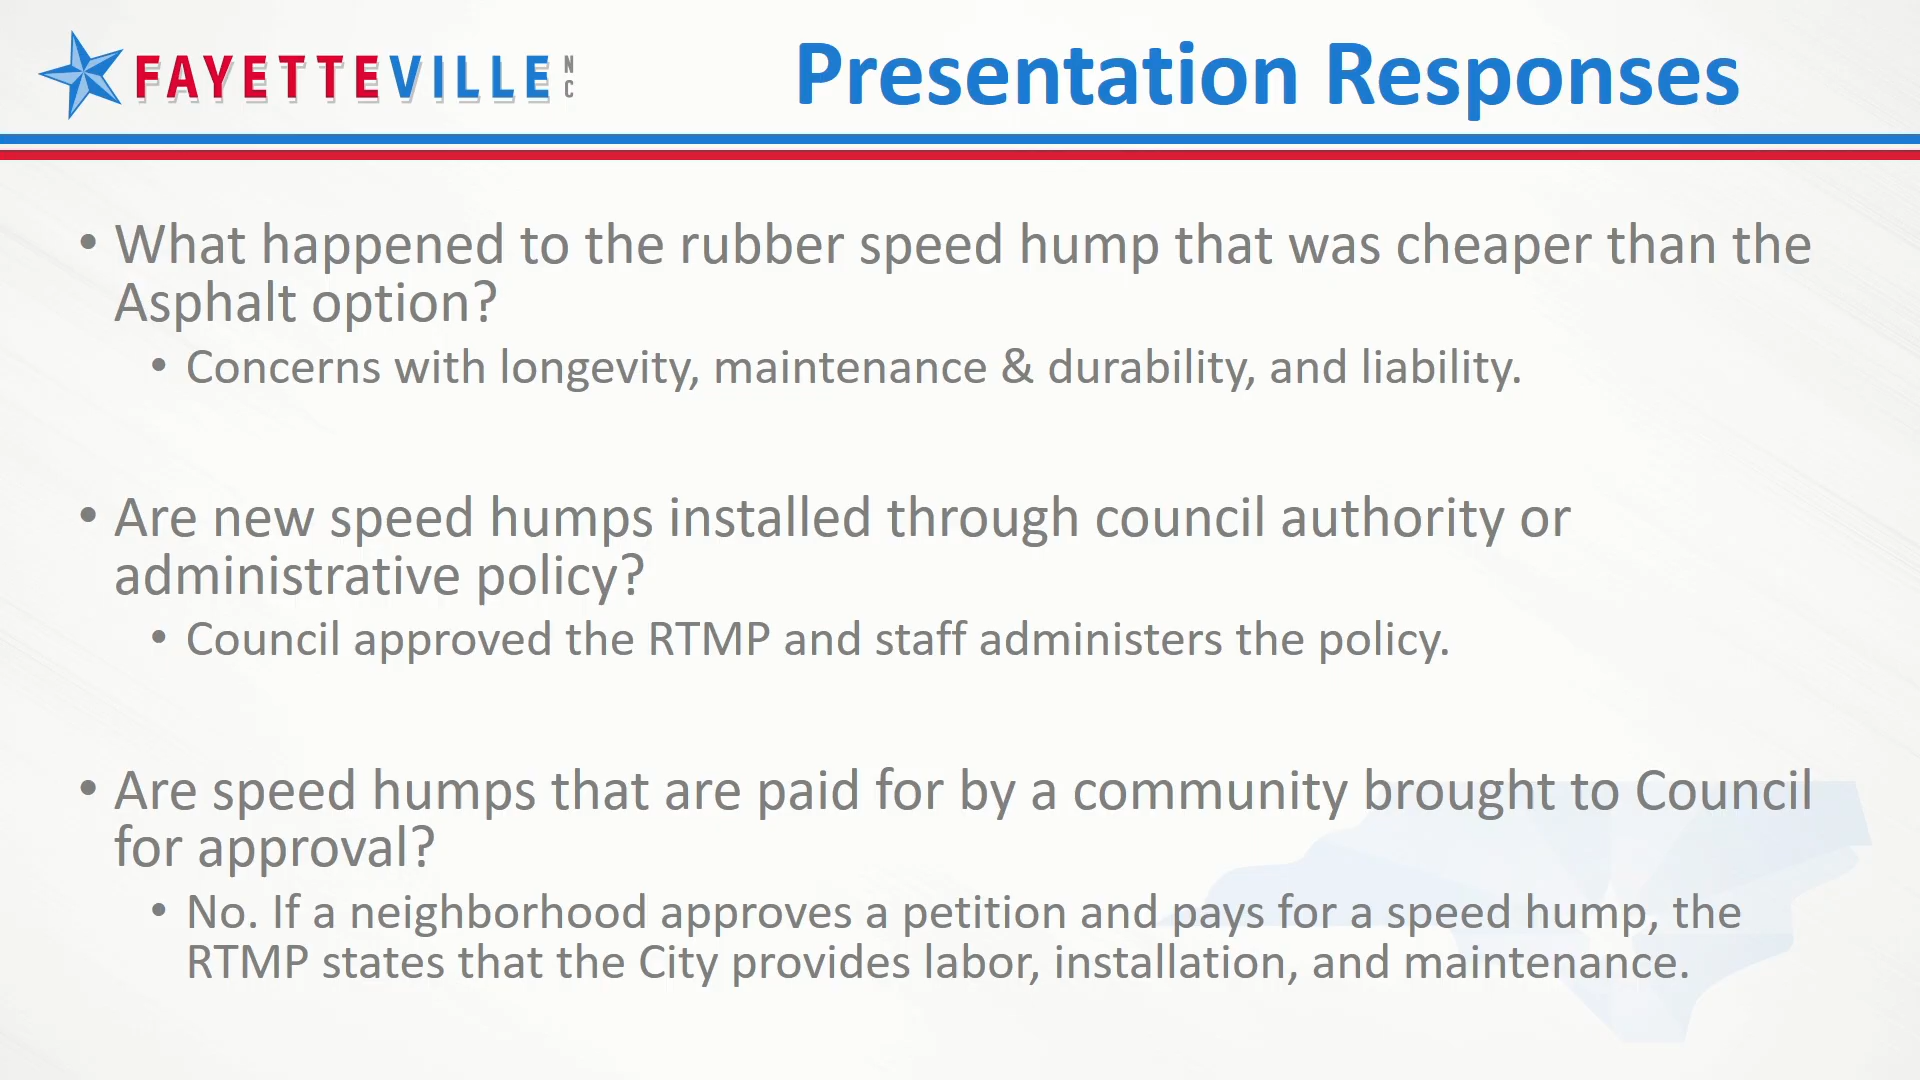 FAYETTEVILLE NC
Presentation Responses
• What happened to the rubber speed hump that was cheaper than the
Asphalt option?
• Concerns with longevity, maintenance & durability, and liability.
• Are new speed humps installed through council authority or
administrative policy?
• Council approved the RTMP and staff administers the policy.
• Are speed humps that are paid for by a community brought to Council
for approval?
• No. If a neighborhood approves a petition and pays for a speed hump, the
RTMP states that the City provides labor, installation, and maintenance.